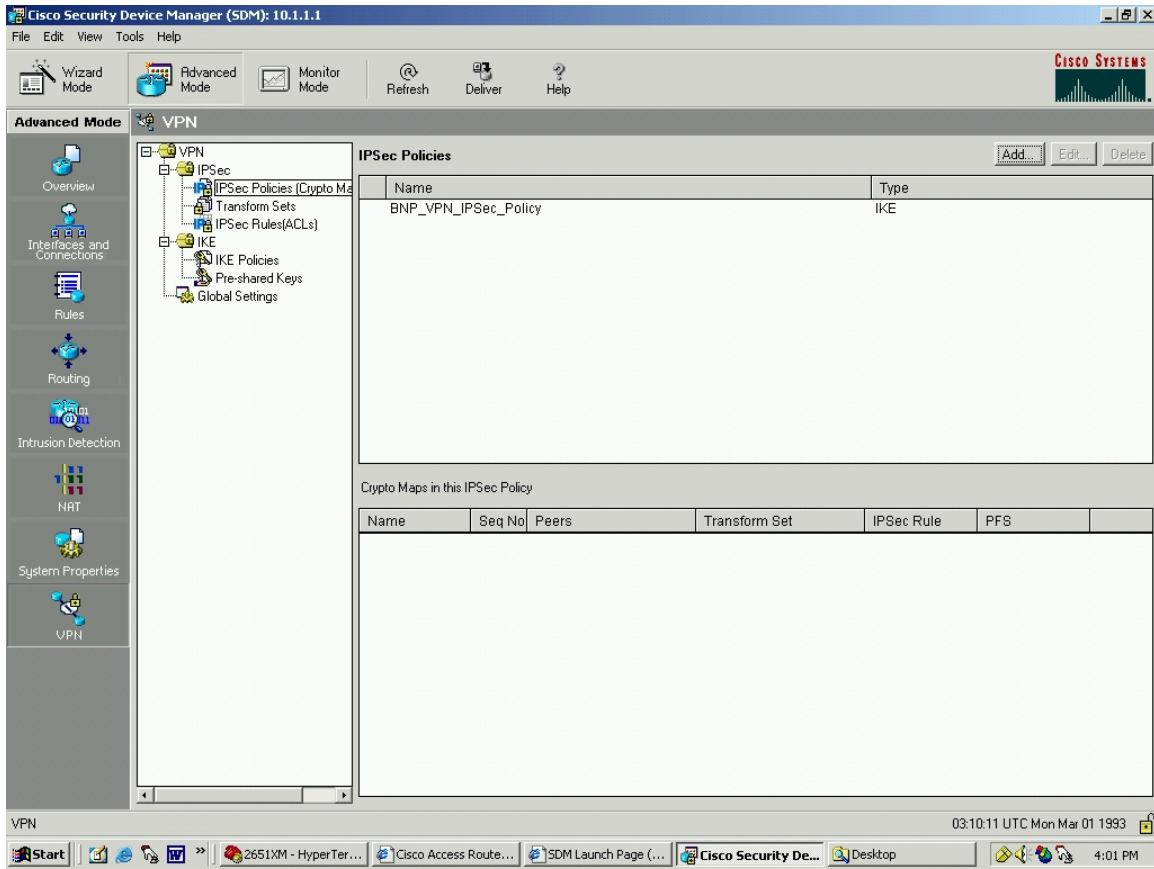 Cisco Security Device Manager (SDM): 10.1.1.1
File Edit View Tools Help
Wizard Mode
Advanced Mode
Monitor Mode
Refresh
Deliver
Help
CISCO SYSTEMS
Advanced Mode
VPN
Overview
Interfaces and Connections
Rules
Routing
Intrusion Detection
NAT
System Properties
VPN
VPN
IPSec
IPSec Policies (Crypto Ma
Transform Sets
IPSec Rules(ACLs)
IKE
IKE Policies
Pre-shared Keys
Global Settings
IPSec Policies
Add... Edit... Delete
Name Type
BNP_VPN_IPSec_Policy IKE
Crypto Maps in this IPSec Policy
Name Seq No Peers Transform Set IPSec Rule PFS
VPN
03:10:11 UTC Mon Mar 01 1993
Start
2651XM - HyperTer...
Cisco Access Route...
SDM Launch Page (...
Cisco Security De...
Desktop
4:01 PM